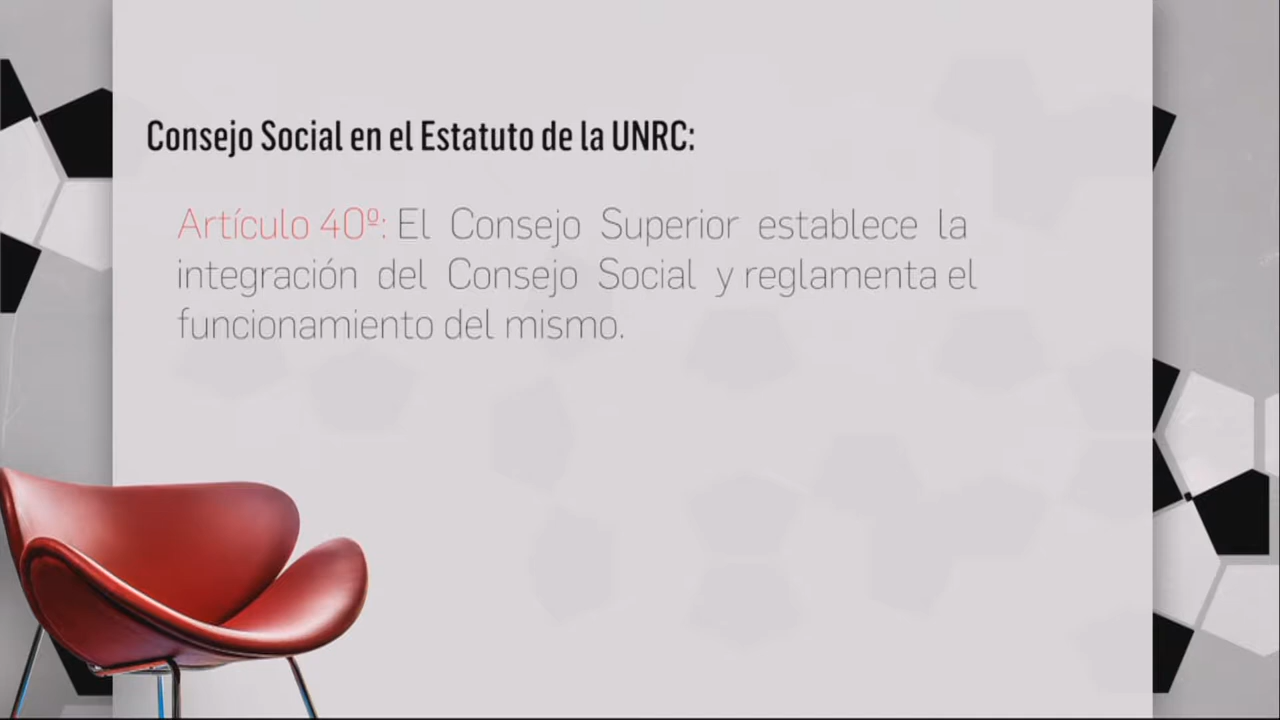 Consejo Social en el Estatuto de la UNRC:
Artículo 40º: El Consejo Superior establece la
integración del Consejo Social y reglamenta el
funcionamiento del mismo.